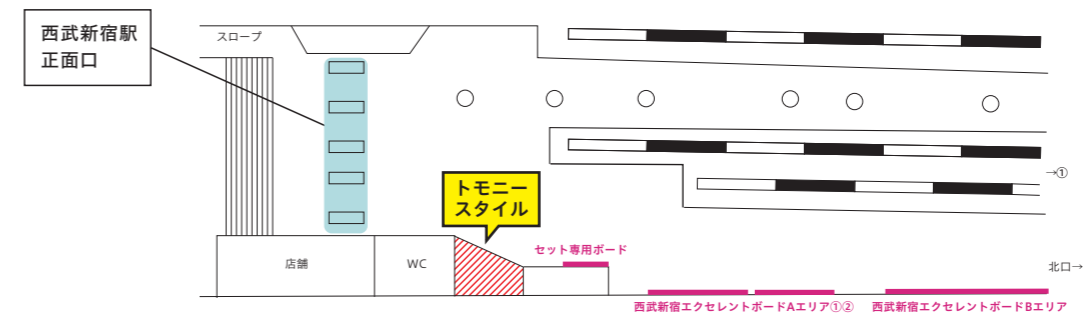 西武新宿駅
正面口
スロープ
トモニー
スタイル
→①
セット専用ボード
店舗
WC
北口→
西武新宿エクセレントボードAエリア①②
西武新宿エクセレントボードBエリア